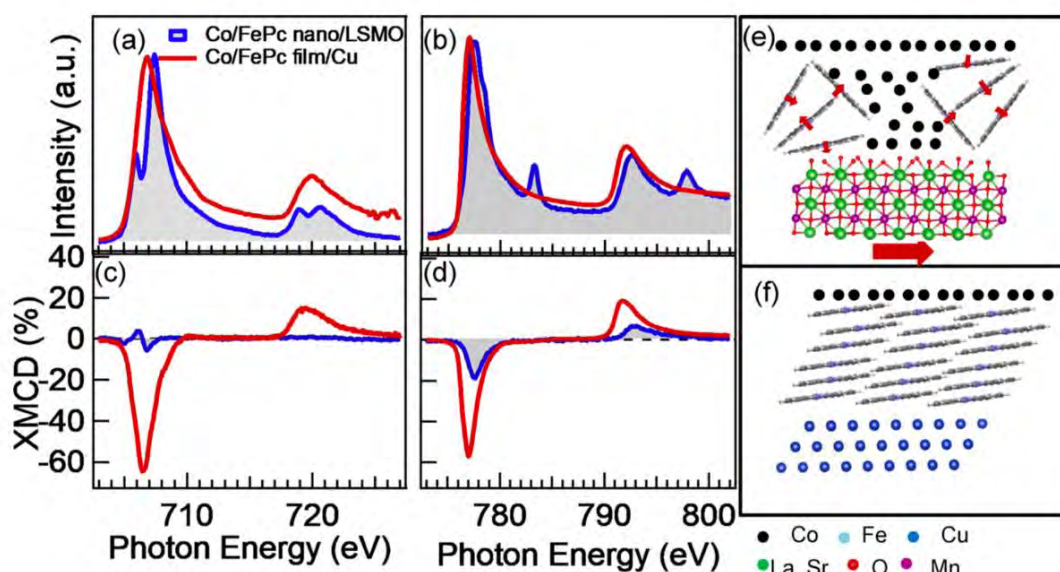 (a)
Co/FePc nano/LSMO
Co/FePc film/Cu
(b)
(e)
Intensity (a.u.)
(c)
(d)
(f)
XMCD (%)
40
20
0
-20
-40
-60
710
720
780
790
800
Photon Energy (eV)
Photon Energy (eV)
Co
Fe
Cu
La, Sr
O
Mn